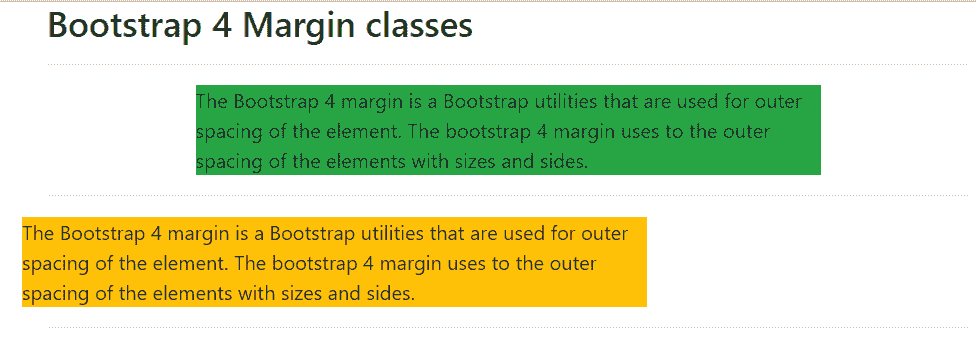 Bootstrap 4 Margin classes
The Bootstrap 4 margin is a Bootstrap utilities that are used for outer
spacing of the element. The bootstrap 4 margin uses to the outer
spacing of the elements with sizes and sides.
The Bootstrap 4 margin is a Bootstrap utilities that are used for outer
spacing of the element. The bootstrap 4 margin uses to the outer
spacing of the elements with sizes and sides.